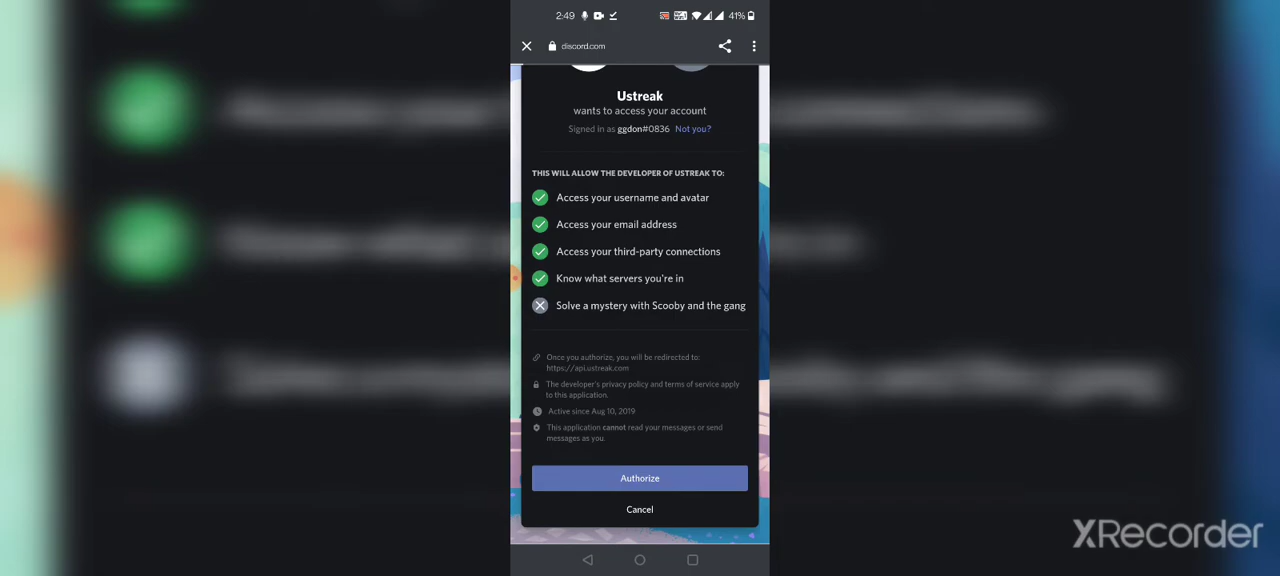 2:49
41%
discord.com
Ustreak
wants to access your account
Signed in as ggdon#0836 Not you?
THIS WILL ALLOW THE DEVELOPER OF USTREAK TO:
Access your username and avatar
Access your email address
Access your third-party connections
Know what servers you're in
Solve a mystery with Scooby and the gang
Once you authorize, you will be redirected to:
https://api.ustreak.com
The developer's privacy policy and terms of service apply
to this application.
Active since Aug 10, 2019
This application cannot read your messages or send
messages as you.
Authorize
Cancel
XRecorder